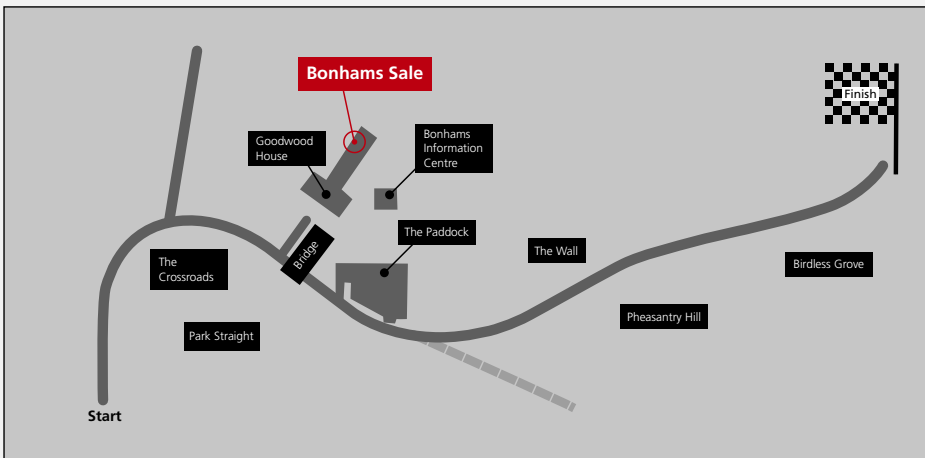 Bonhams Sale
Finish
Goodwood
House
Bonhams
Information
Centre
The Paddock
Bridge
The Wall
The
Crossroads
Birdless Grove
Pheasantry Hill
Park Straight
Start